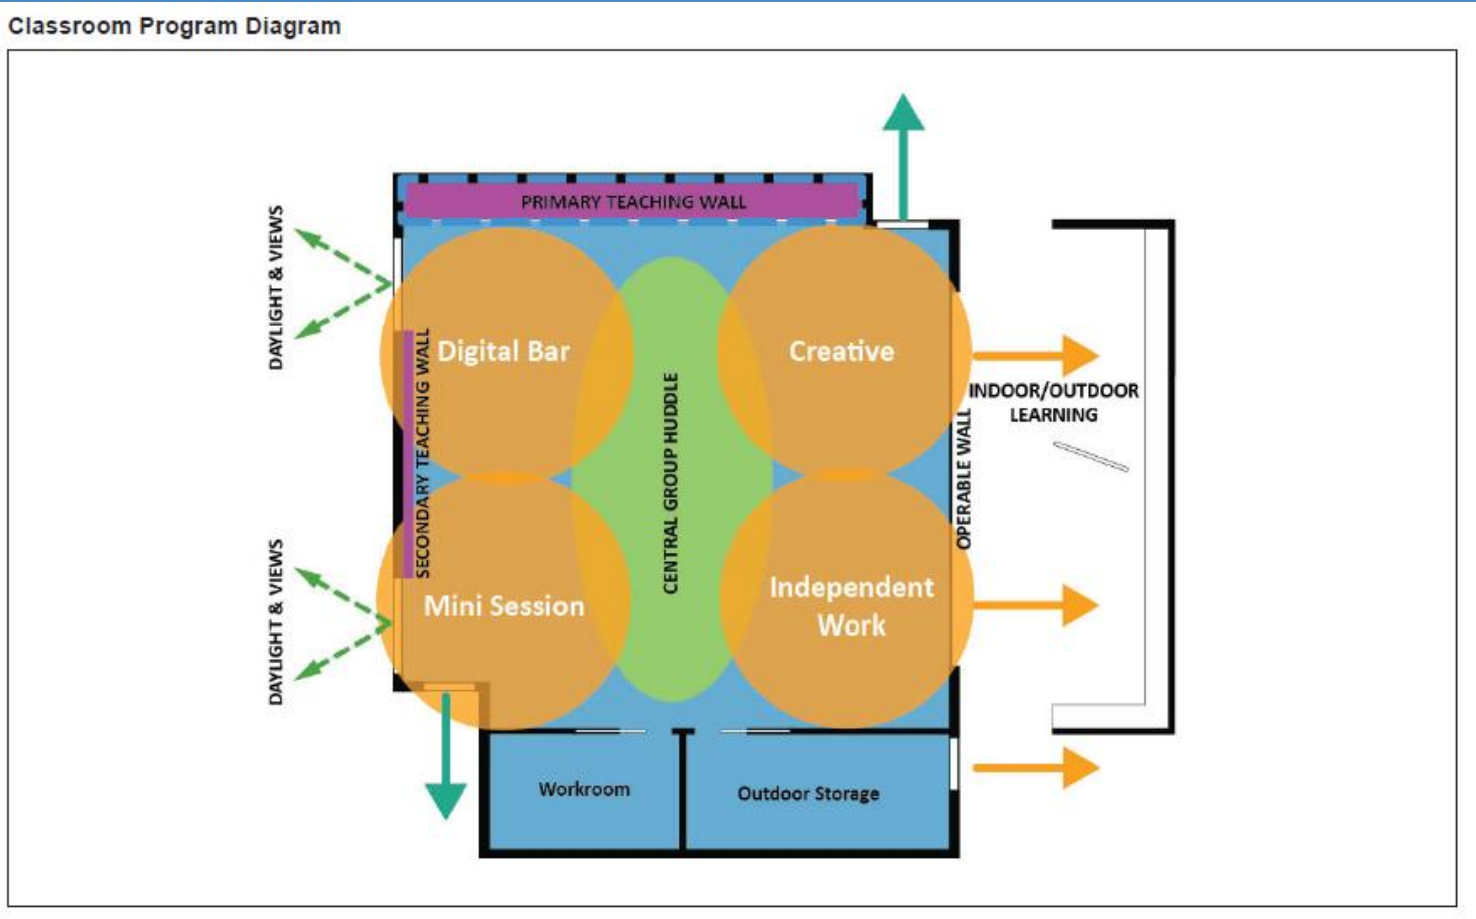 Classroom Program Diagram
PRIMARY TEACHING WALL
DAYLIGHT & VIEWS
SECONDARY TEACHING WALL
Digital Bar
CENTRAL GROUP HUDDLE
Creative
INDOOR/OUTDOOR
LEARNING
OPERABLE WALL
DAYLIGHT & VIEWS
Mini Session
Independent
Work
Workroom
Outdoor Storage